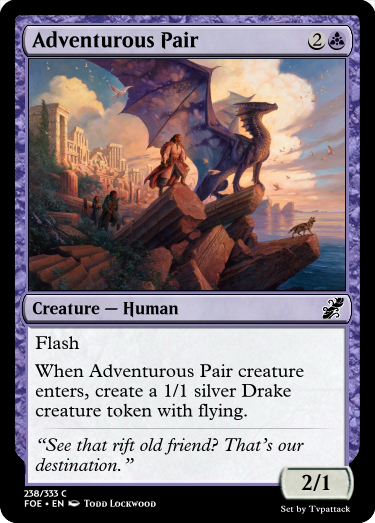 Adventurous Pair 2
Creature — Human
Flash
When Adventurous Pair creature
enters, create a 1/1 silver Drake
creature token with flying.
“See that rift old friend? That’s our
destination.”
2/1
238/333 C
FOE • EN Todd Lockwood
Set by Tvpattack